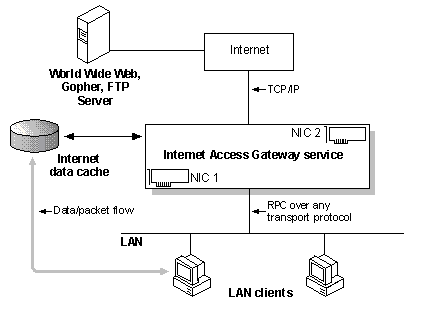 Internet
World Wide Web,
Gopher, FTP
Server
TCP/IP
NIC 2
Internet Access Gateway service
NIC 1
Internet
data cache
Data/packet flow
RPC over any
transport protocol
LAN
LAN clients